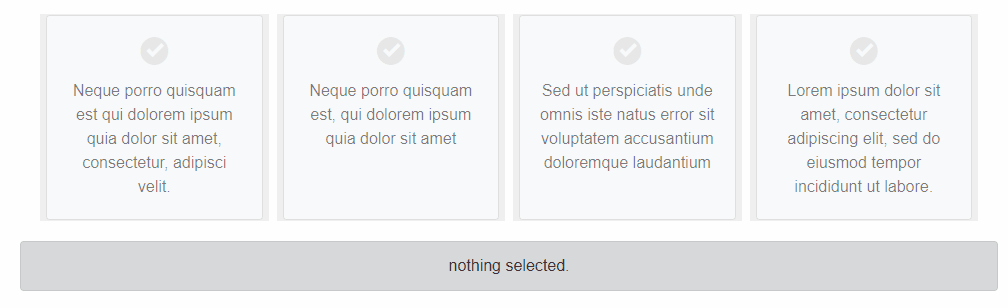 Neque porro quisquam
est qui dolorem ipsum
quia dolor sit amet,
consectetur, adipisci
velit.
Neque porro quisquam
est, qui dolorem ipsum
quia dolor sit amet
Sed ut perspiciatis unde
omnis iste natus error sit
voluptatem accusantium
doloremque laudantium
Lorem ipsum dolor sit
amet, consectetur
adipiscing elit, sed do
eiusmod tempor
incididunt ut labore.
nothing selected.